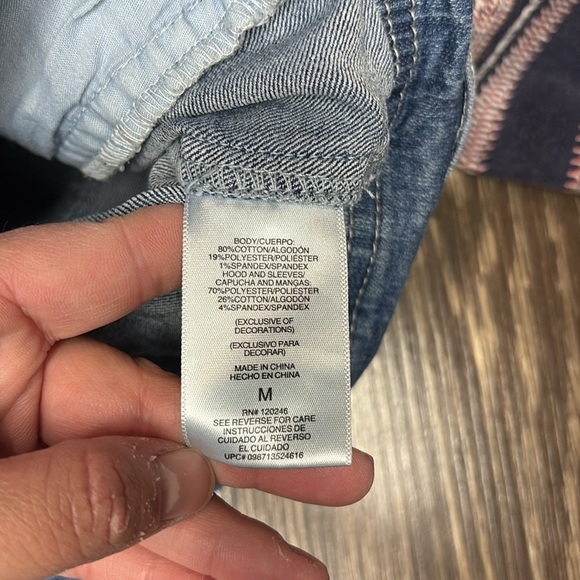 BODY/CUERPO:
80%COTTON/ALGODÓN
19%POLYESTER/POLIÉSTER
1%SPANDEX/SPANDEX
HOOD AND SLEEVES/
CAPUCHA AND MANGAS:
70%POLYESTER/POLIÉSTER
26%COTTON/ALGODÓN
4%SPANDEX/SPANDEX
(EXCLUSIVE OF
DECORATIONS)
(EXCLUSIVO PARA
DECORAR)
MADE IN CHINA
HECHO EN CHINA
M
RN# 120246
SEE REVERSE FOR CARE
INSTRUCCIONES DE
CUIDADO AL REVERSO
EL CUIDADO
UPC# 098713524616